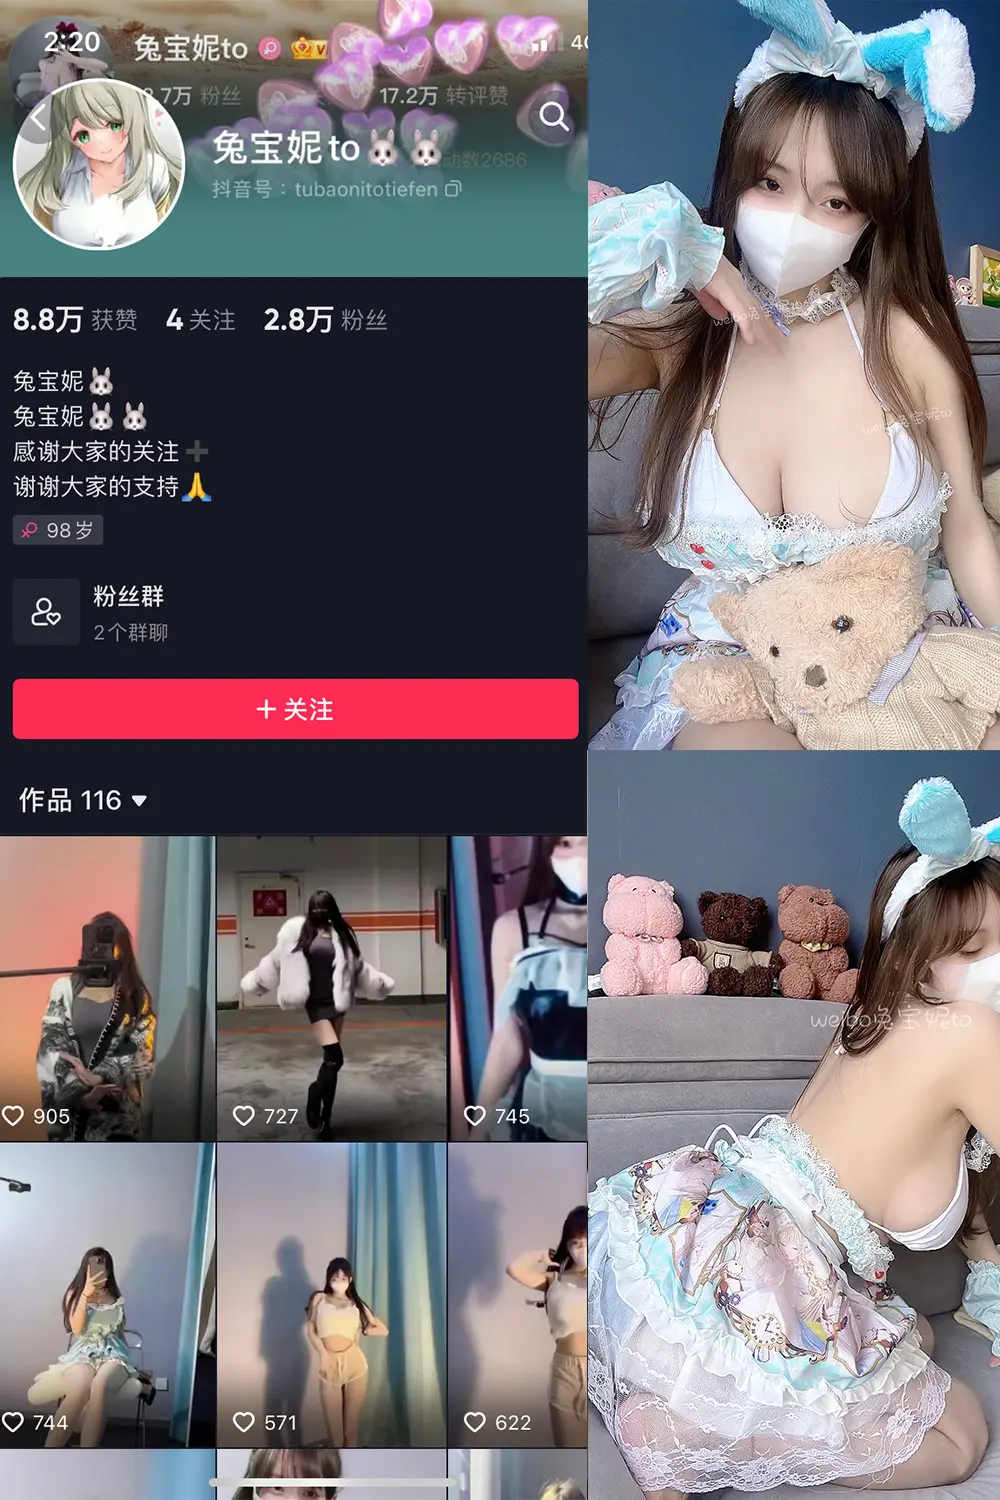 2:20
兔宝妮to
4G
.7万 粉丝
17.2万 转评赞
兔宝妮to🐰 🐰
动数2686
抖音号：tubaonitotiefen
8.8万 获赞 4 关注 2.8万 粉丝
兔宝妮🐰
兔宝妮🐰 🐰
感谢大家的关注➕
谢谢大家的支持🙏
98岁
粉丝群
2个群聊
+ 关注
作品 116
905
727
745
744
571
622
weibo兔宝妮to
weibo兔宝妮to
weibo兔宝妮to